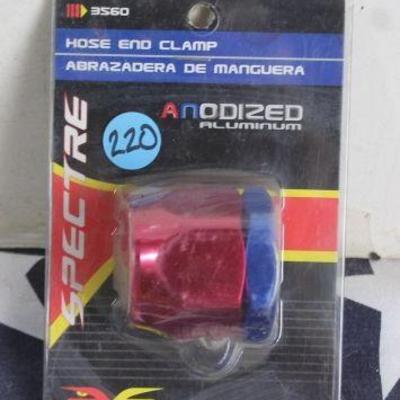 3560
HOSE END CLAMP
ABRAZADERA DE MANGUERA
ANODIZED
ALUMINUM
220
SPECTRE